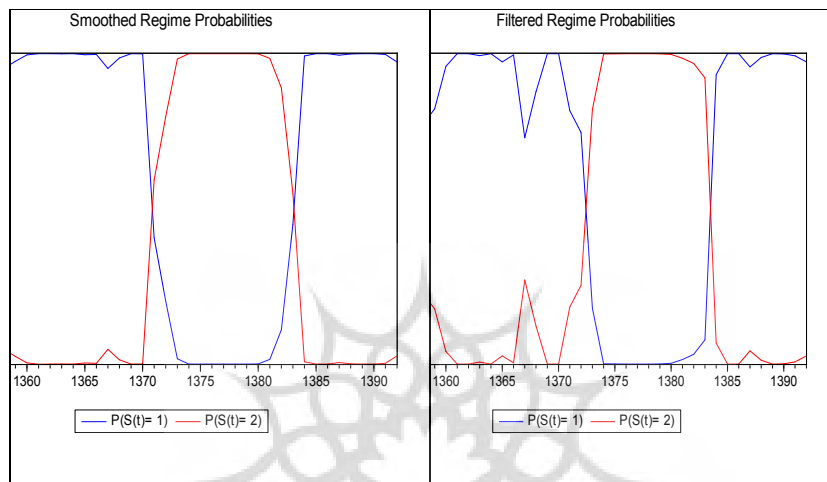 Smoothed Regime Probabilities
1360 1365 1370 1375 1380 1385 1390
P(S(t)= 1) P(S(t)= 2)
Filtered Regime Probabilities
1360 1365 1370 1375 1380 1385 1390
P(S(t)= 1) P(S(t)= 2)